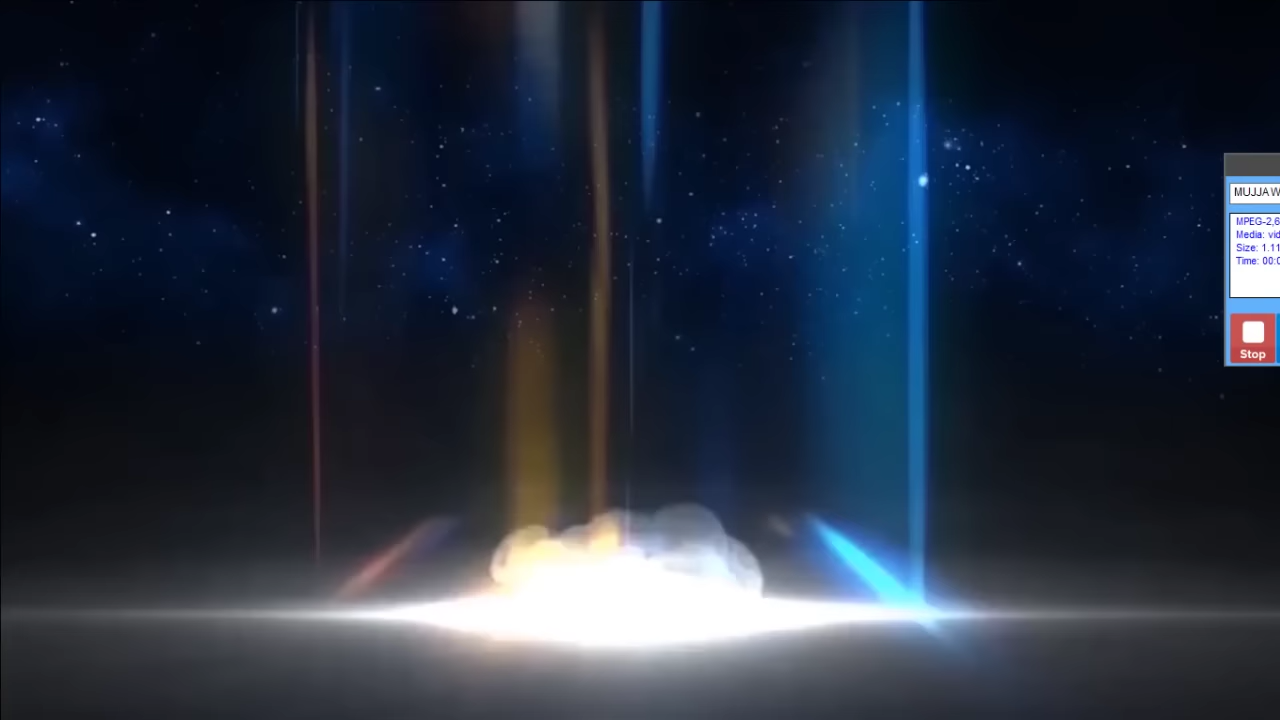 MUJJA W
MPEG-2,6
Media: vid
Size: 1.11
Time: 00:0
Stop